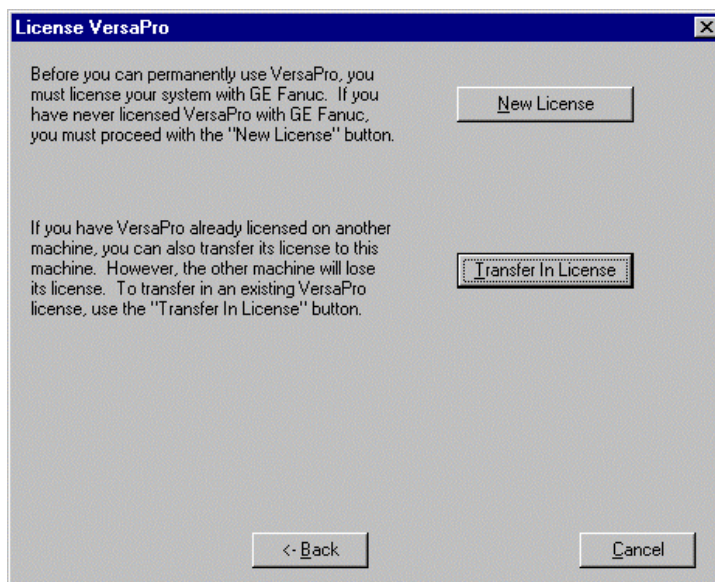 License VersaPro
Before you can permanently use VersaPro, you
must license your system with GE Fanuc. If you
have never licensed VersaPro with GE Fanuc,
you must proceed with the "New License" button.
New License
If you have VersaPro already licensed on another
machine, you can also transfer its license to this
machine. However, the other machine will lose
its license. To transfer in an existing VersaPro
license, use the "Transfer In License" button.
Transfer In License
<- Back
Cancel